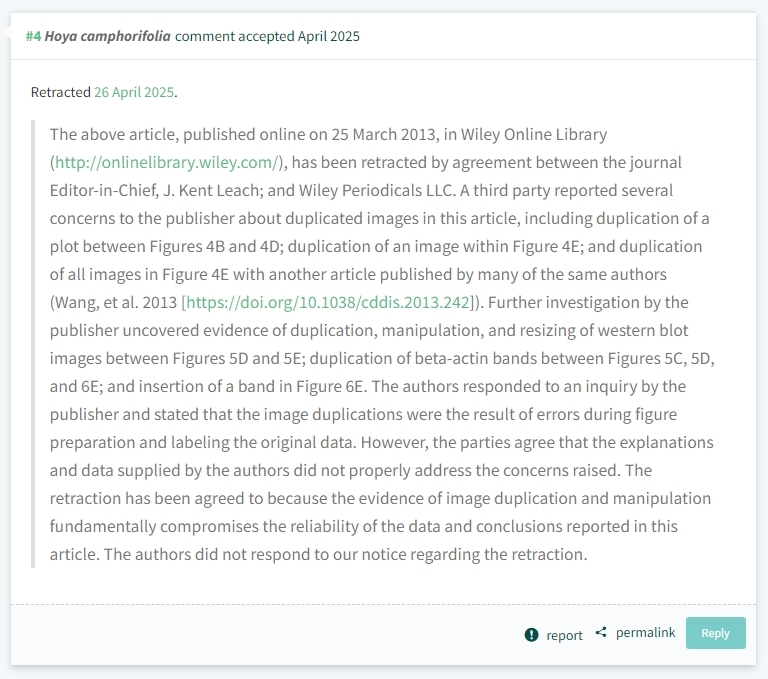 #4 Hoya camphorifolia comment accepted April 2025
Retracted 26 April 2025.
The above article, published online on 25 March 2013, in Wiley Online Library
(http://onlinelibrary.wiley.com/), has been retracted by agreement between the journal
Editor-in-Chief, J. Kent Leach; and Wiley Periodicals LLC. A third party reported several
concerns to the publisher about duplicated images in this article, including duplication of a
plot between Figures 4B and 4D; duplication of an image within Figure 4E; and duplication
of all images in Figure 4E with another article published by many of the same authors
(Wang, et al. 2013 [https://doi.org/10.1038/cddis.2013.242]). Further investigation by the
publisher uncovered evidence of duplication, manipulation, and resizing of western blot
images between Figures 5D and 5E; duplication of beta-actin bands between Figures 5C, 5D,
and 6E; and insertion of a band in Figure 6E. The authors responded to an inquiry by the
publisher and stated that the image duplications were the result of errors during figure
preparation and labeling the original data. However, the parties agree that the explanations
and data supplied by the authors did not properly address the concerns raised. The
retraction has been agreed to because the evidence of image duplication and manipulation
fundamentally compromises the reliability of the data and conclusions reported in this
article. The authors did not respond to our notice regarding the retraction.
report permalink Reply